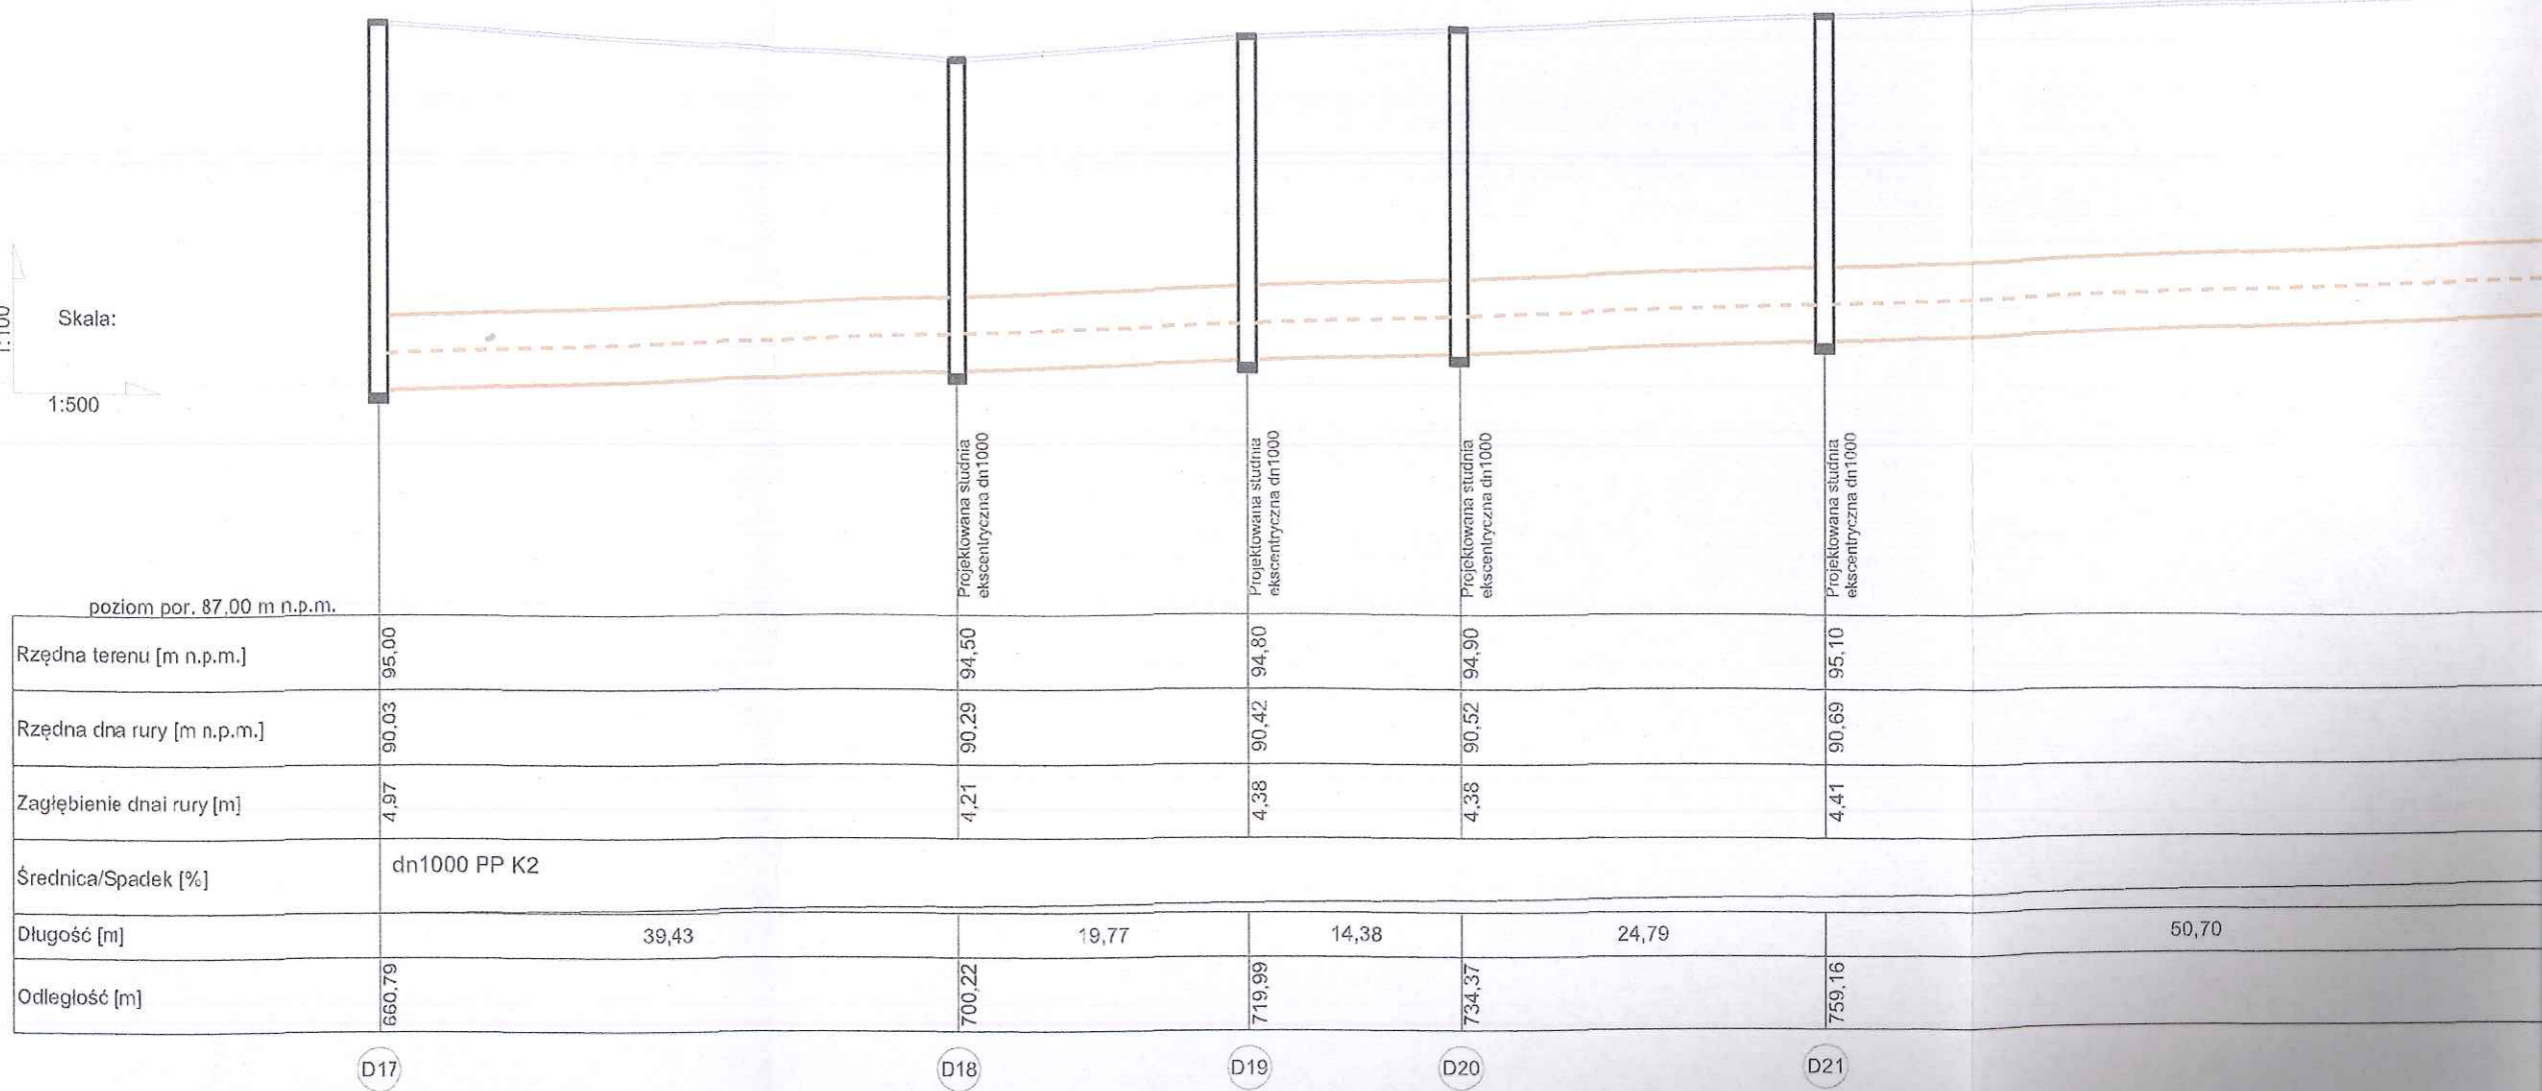 1:100
Skala:
1:500
Projektowana studnia
ekscentryczna dn1000
Projektowana studnia
ekscentryczna dn1000
Projektowana studnia
ekscentryczna dn1000
Projektowana studnia
ekscentryczna dn1000
poziom por. 87,00 m n.p.m.
Rzędna terenu [m n.p.m.] 95,00 94,50 94,80 94,90 95,10
Rzędna dna rury [m n.p.m.] 90,03 90,29 90,42 90,52 90,69
Zagłębienie dnai rury [m] 4,97 4,21 4,38 4,38 4,41
Średnica/Spadek [%] dn1000 PP K2
Długość [m] 39,43 19,77 14,38 24,79 50,70
Odległość [m] 660,79 700,22 719,99 734,37 759,16
D17 D18 D19 D20 D21